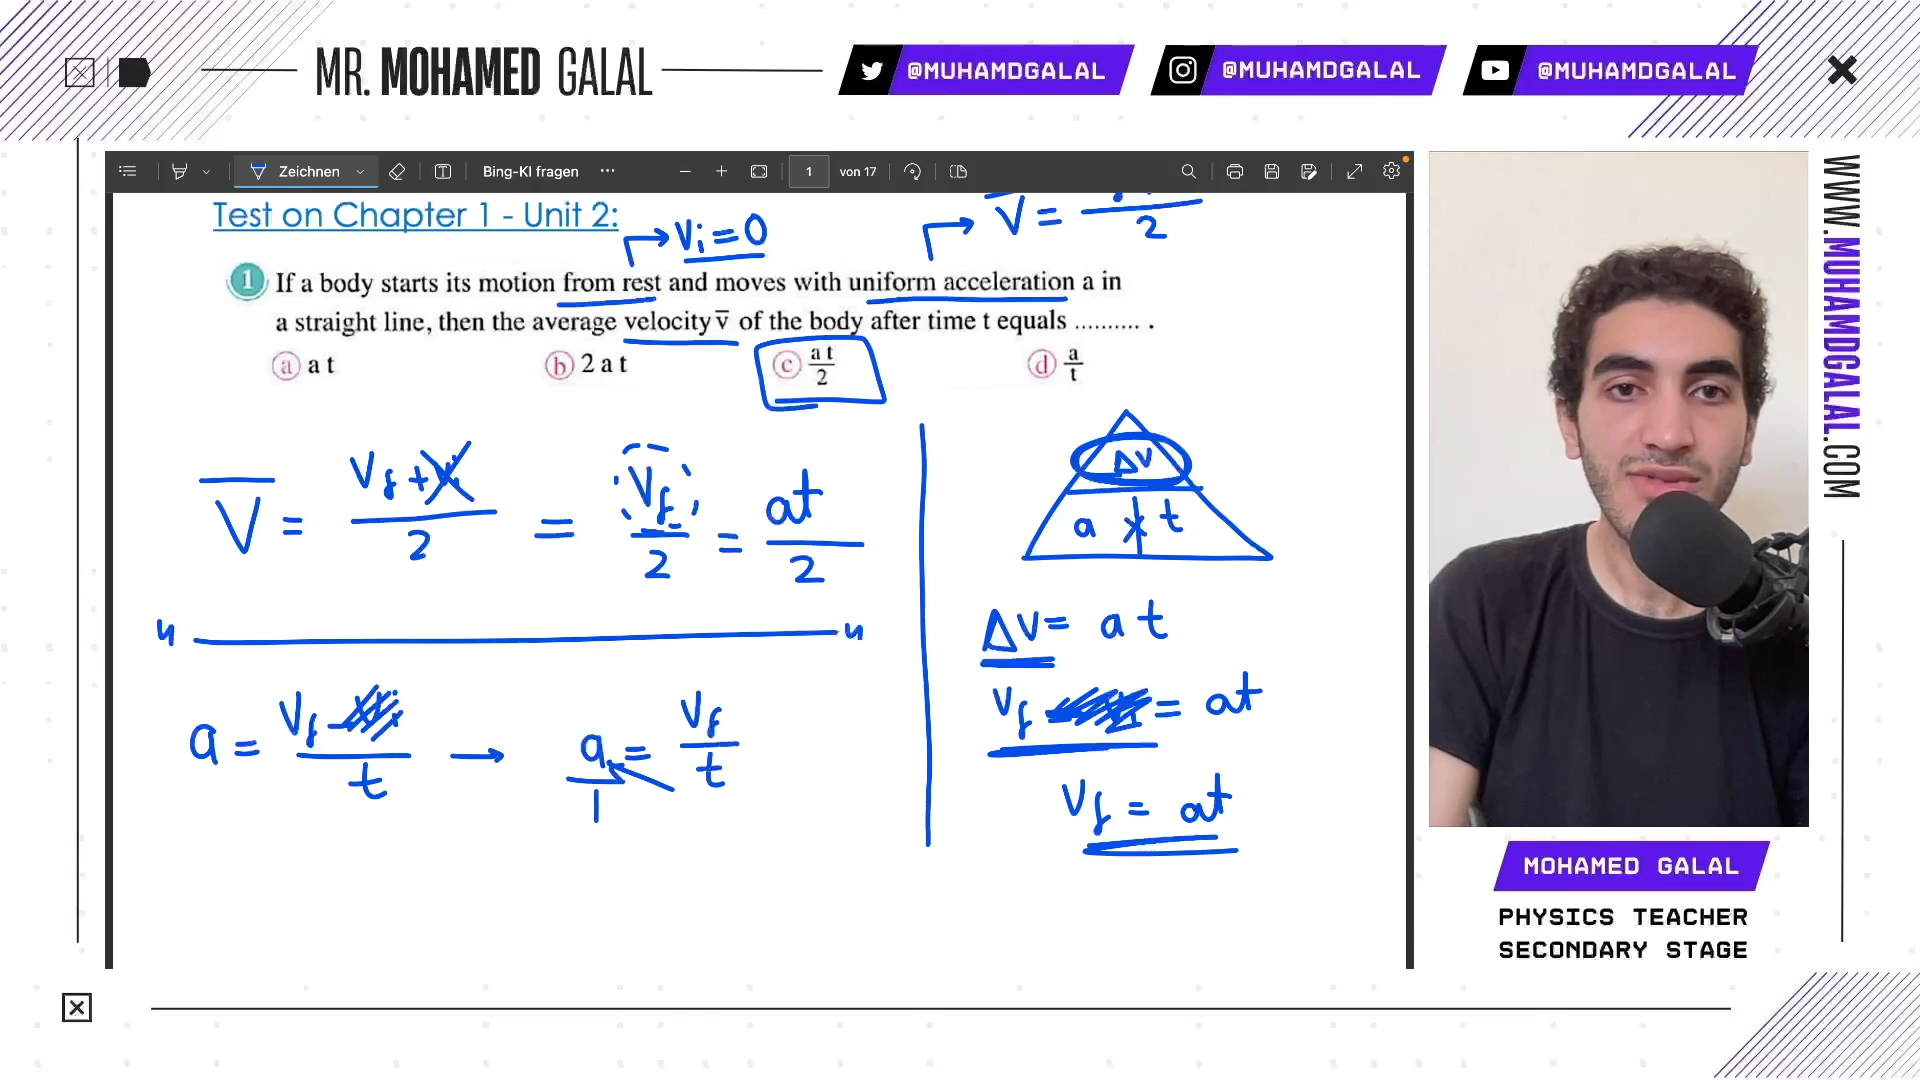 MR. MOHAMED GALAL
@MUHAMDGALAL
@MUHAMDGALAL
@MUHAMDGALAL
WWW.MUHAMDGALAL.COM
Zeichnen
Bing-KI fragen
1
von 17
Test on Chapter 1 - Unit 2:
Vi = 0
V̅ = 2
1 If a body starts its motion from rest and moves with uniform acceleration a in
a straight line, then the average velocity v̅ of the body after time t equals .......... .
a a t
b 2 a t
c a t / 2
d a / t
V̅ = Vf + / 2 = Vf / 2 = at / 2
a = Vf - / t → a / 1 = Vf / t
ΔV
a × t
ΔV = a t
Vf = at
Vf = at
MOHAMED GALAL
PHYSICS TEACHER
SECONDARY STAGE